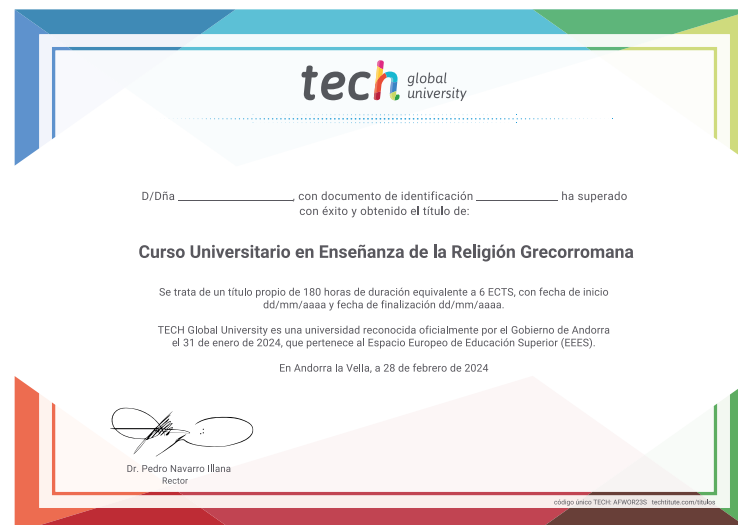 tech global university
D/Dña ____________________, con documento de identificación ______________ ha superado
con éxito y obtenido el título de:
Curso Universitario en Enseñanza de la Religión Grecorromana
Se trata de un título propio de 180 horas de duración equivalente a 6 ECTS, con fecha de inicio
dd/mm/aaaa y fecha de finalización dd/mm/aaaa.
TECH Global University es una universidad reconocida oficialmente por el Gobierno de Andorra
el 31 de enero de 2024, que pertenece al Espacio Europeo de Educación Superior (EEES).
En Andorra la Vella, a 28 de febrero de 2024
Dr. Pedro Navarro Illana
Rector
código único TECH: AFWOR23S techtitute.com/titulos